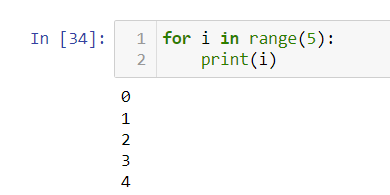 In [34]:
1 for i in range(5):
2     print(i)
0
1
2
3
4